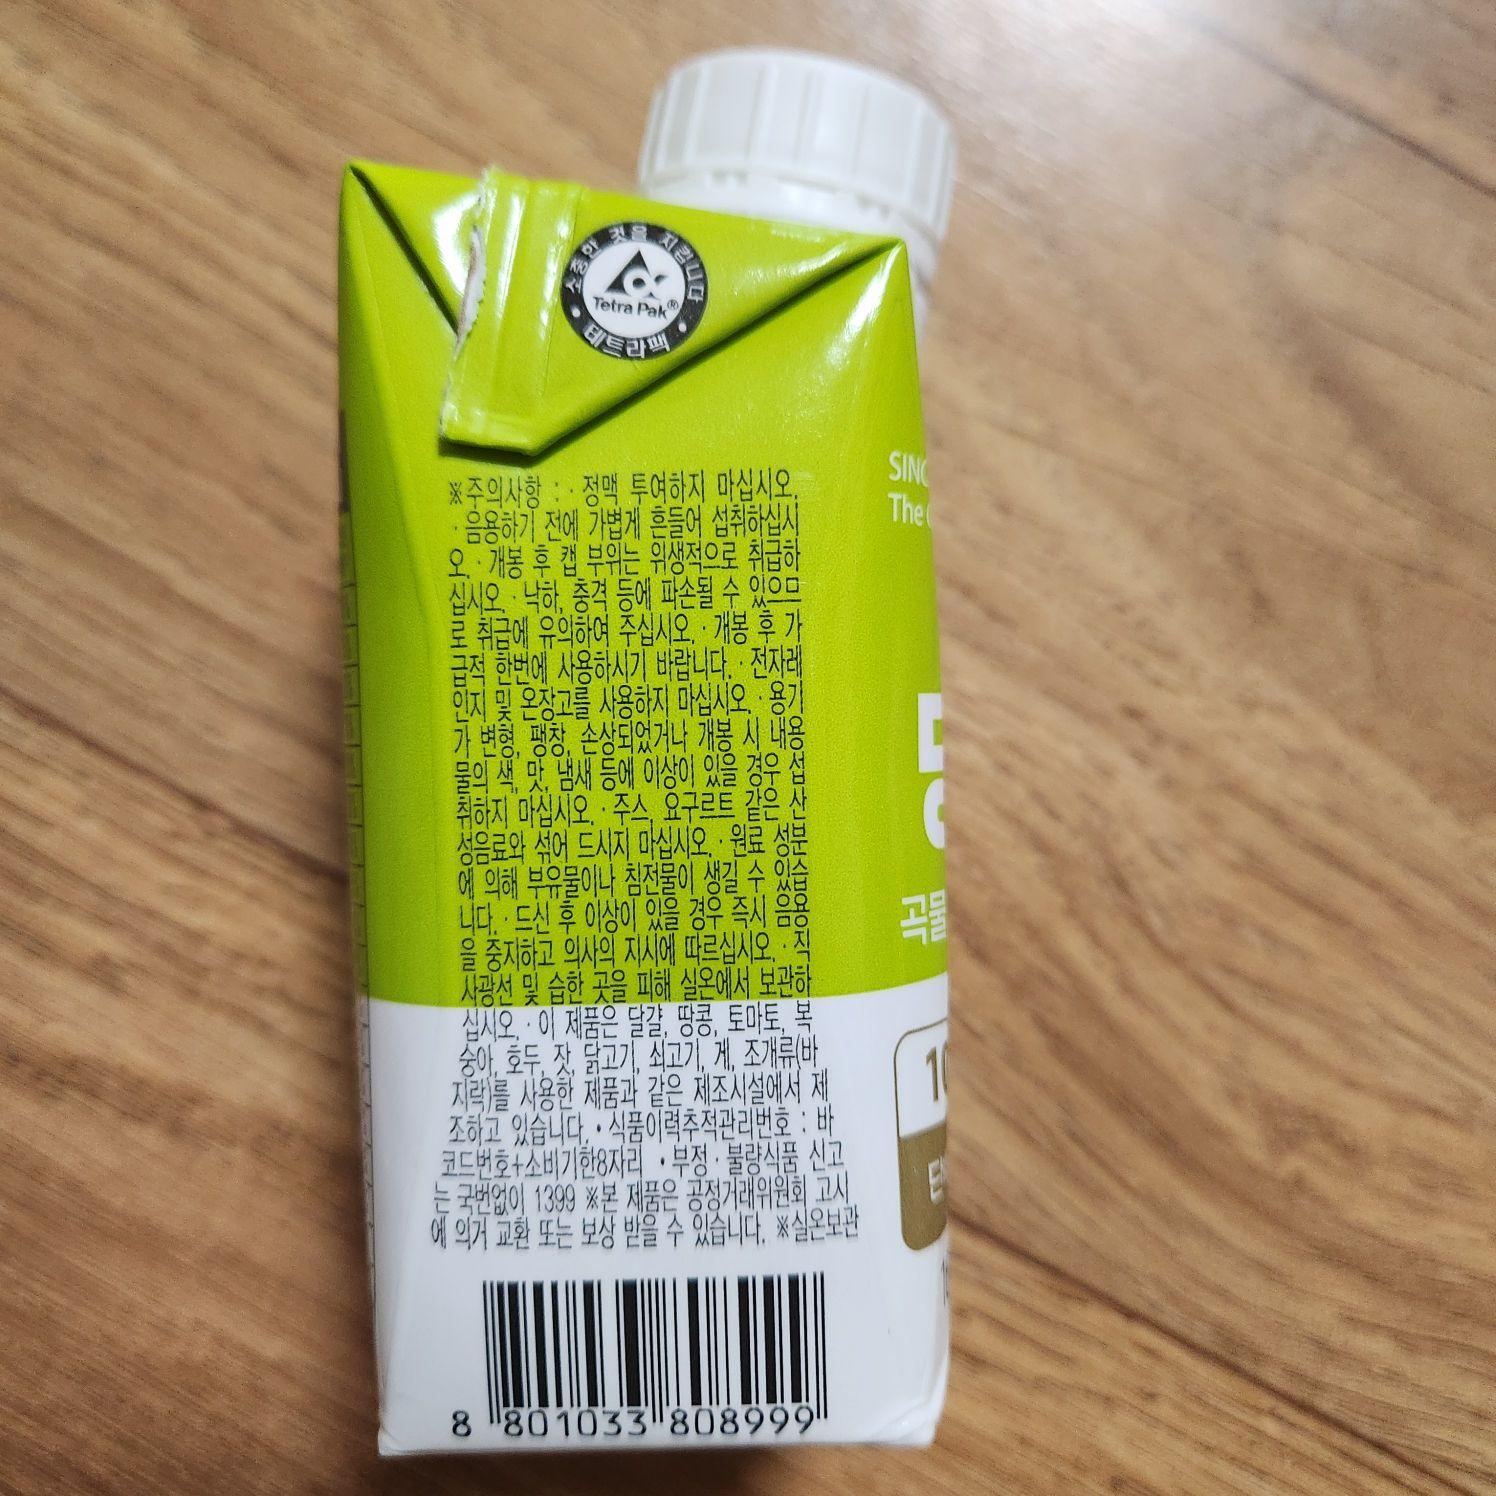 소중한 것을 지킵니다
Tetra Pak®
테트라팩
※주의사항 : · 정맥 투여하지 마십시오.
· 음용하기 전에 가볍게 흔들어 섭취하십시
오. · 개봉 후 캡 부위는 위생적으로 취급하
십시오. · 낙하, 충격 등에 파손될 수 있으므
로 취급에 유의하여 주십시오. · 개봉 후 가
급적 한번에 사용하시기 바랍니다. · 전자레
인지 및 온장고를 사용하지 마십시오. · 용기
가 변형, 팽창, 손상되었거나 개봉 시 내용
물의 색, 맛, 냄새 등에 이상이 있을 경우 섭
취하지 마십시오. · 주스, 요구르트 같은 산
성음료와 섞어 드시지 마십시오. · 원료 성분
에 의해 부유물이나 침전물이 생길 수 있습
니다. · 드신 후 이상이 있을 경우 즉시 음용
을 중지하고 의사의 지시에 따르십시오. · 직
사광선 및 습한 곳을 피해 실온에서 보관하
십시오. · 이 제품은 달걀, 땅콩, 토마토, 복
숭아, 호두, 잣, 닭고기, 쇠고기, 게, 조개류(바
지락)를 사용한 제품과 같은 제조시설에서 제
조하고 있습니다. • 식품이력추적관리번호 : 바
코드번호+소비기한8자리 • 부정 · 불량식품 신고
는 국번없이 1399 ※본 제품은 공정거래위원회 고시
에 의거 교환 또는 보상 받을 수 있습니다. ※실온보관
8 801033 808999
The
곡물